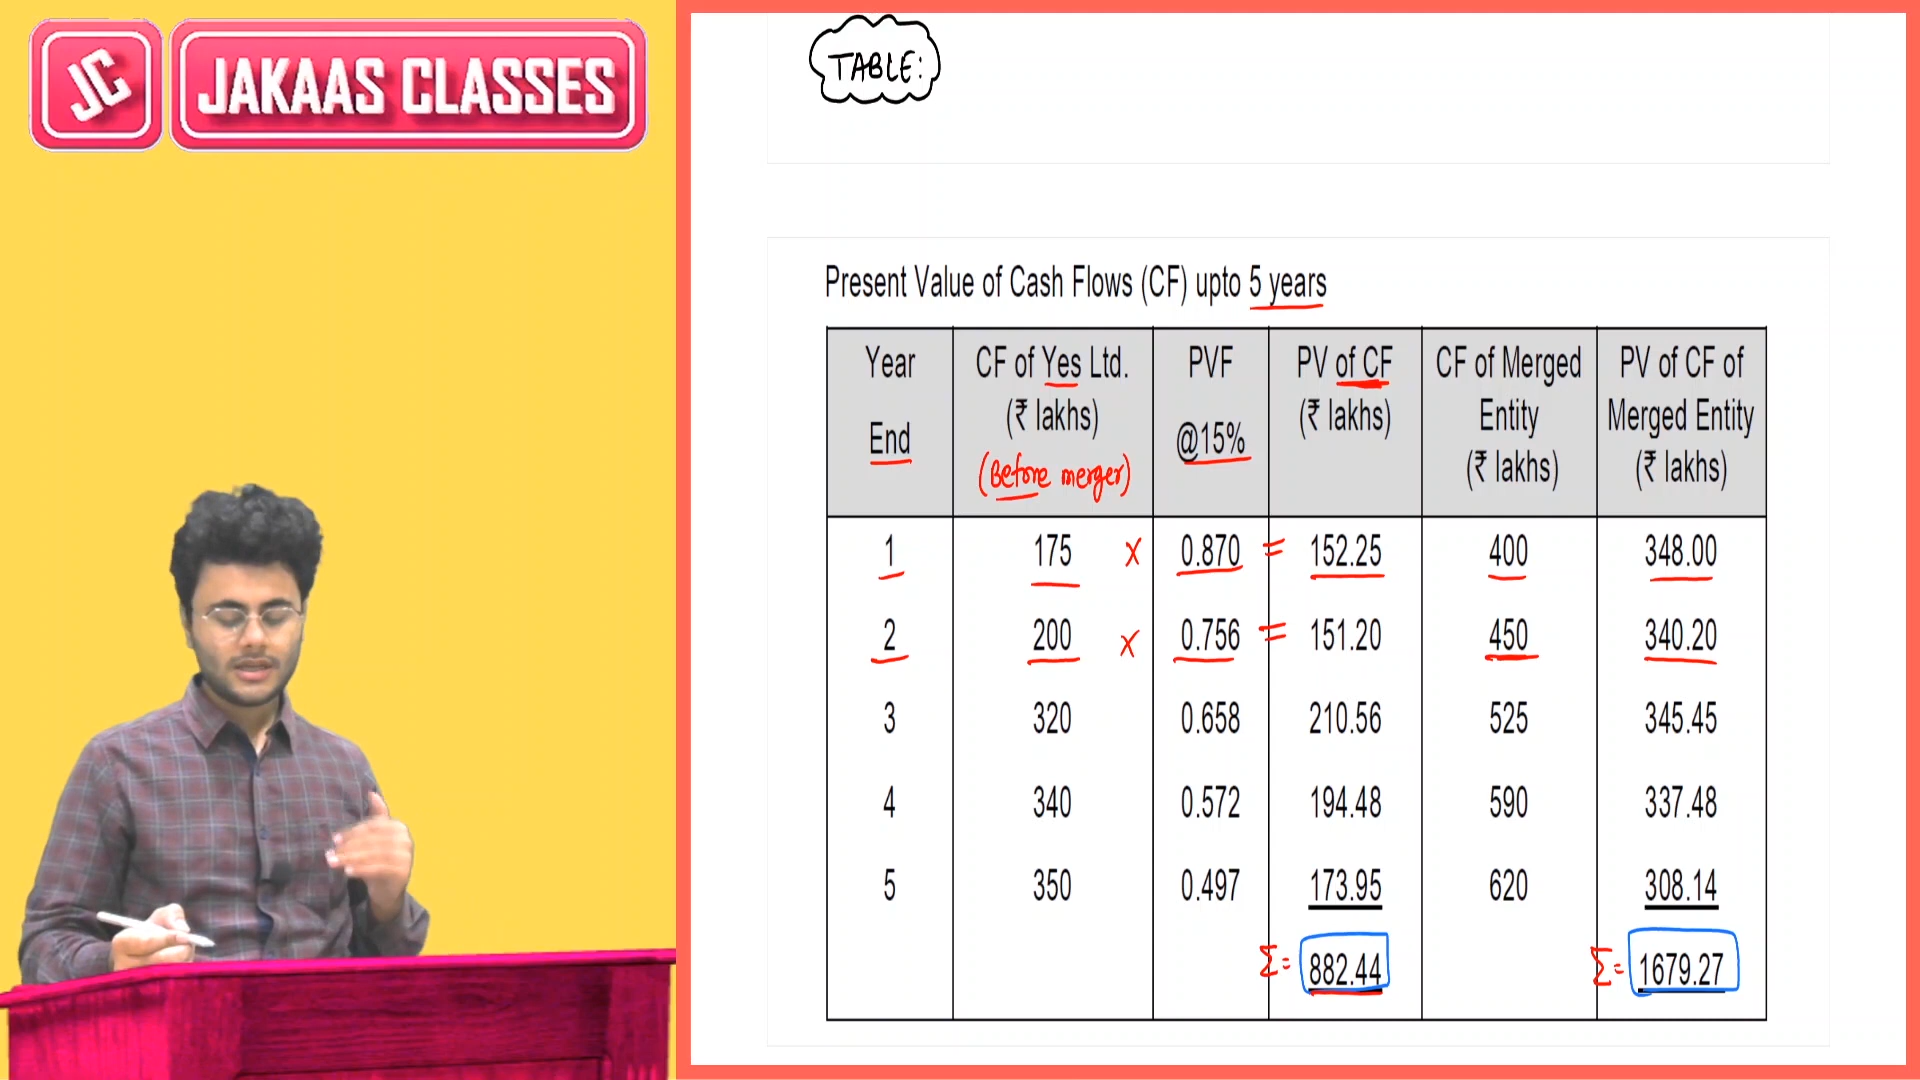 JC
JAKAAS CLASSES
TABLE:
Present Value of Cash Flows (CF) upto 5 years
Year End | CF of Yes Ltd. (₹ lakhs) (Before merger) | PVF @15% | PV of CF (₹ lakhs) | CF of Merged Entity (₹ lakhs) | PV of CF of Merged Entity (₹ lakhs)
1 175 × 0.870 = 152.25 400 348.00
2 200 × 0.756 = 151.20 450 340.20
3 320 0.658 210.56 525 345.45
4 340 0.572 194.48 590 337.48
5 350 0.497 173.95 620 308.14
Σ= 882.44 Σ= 1679.27